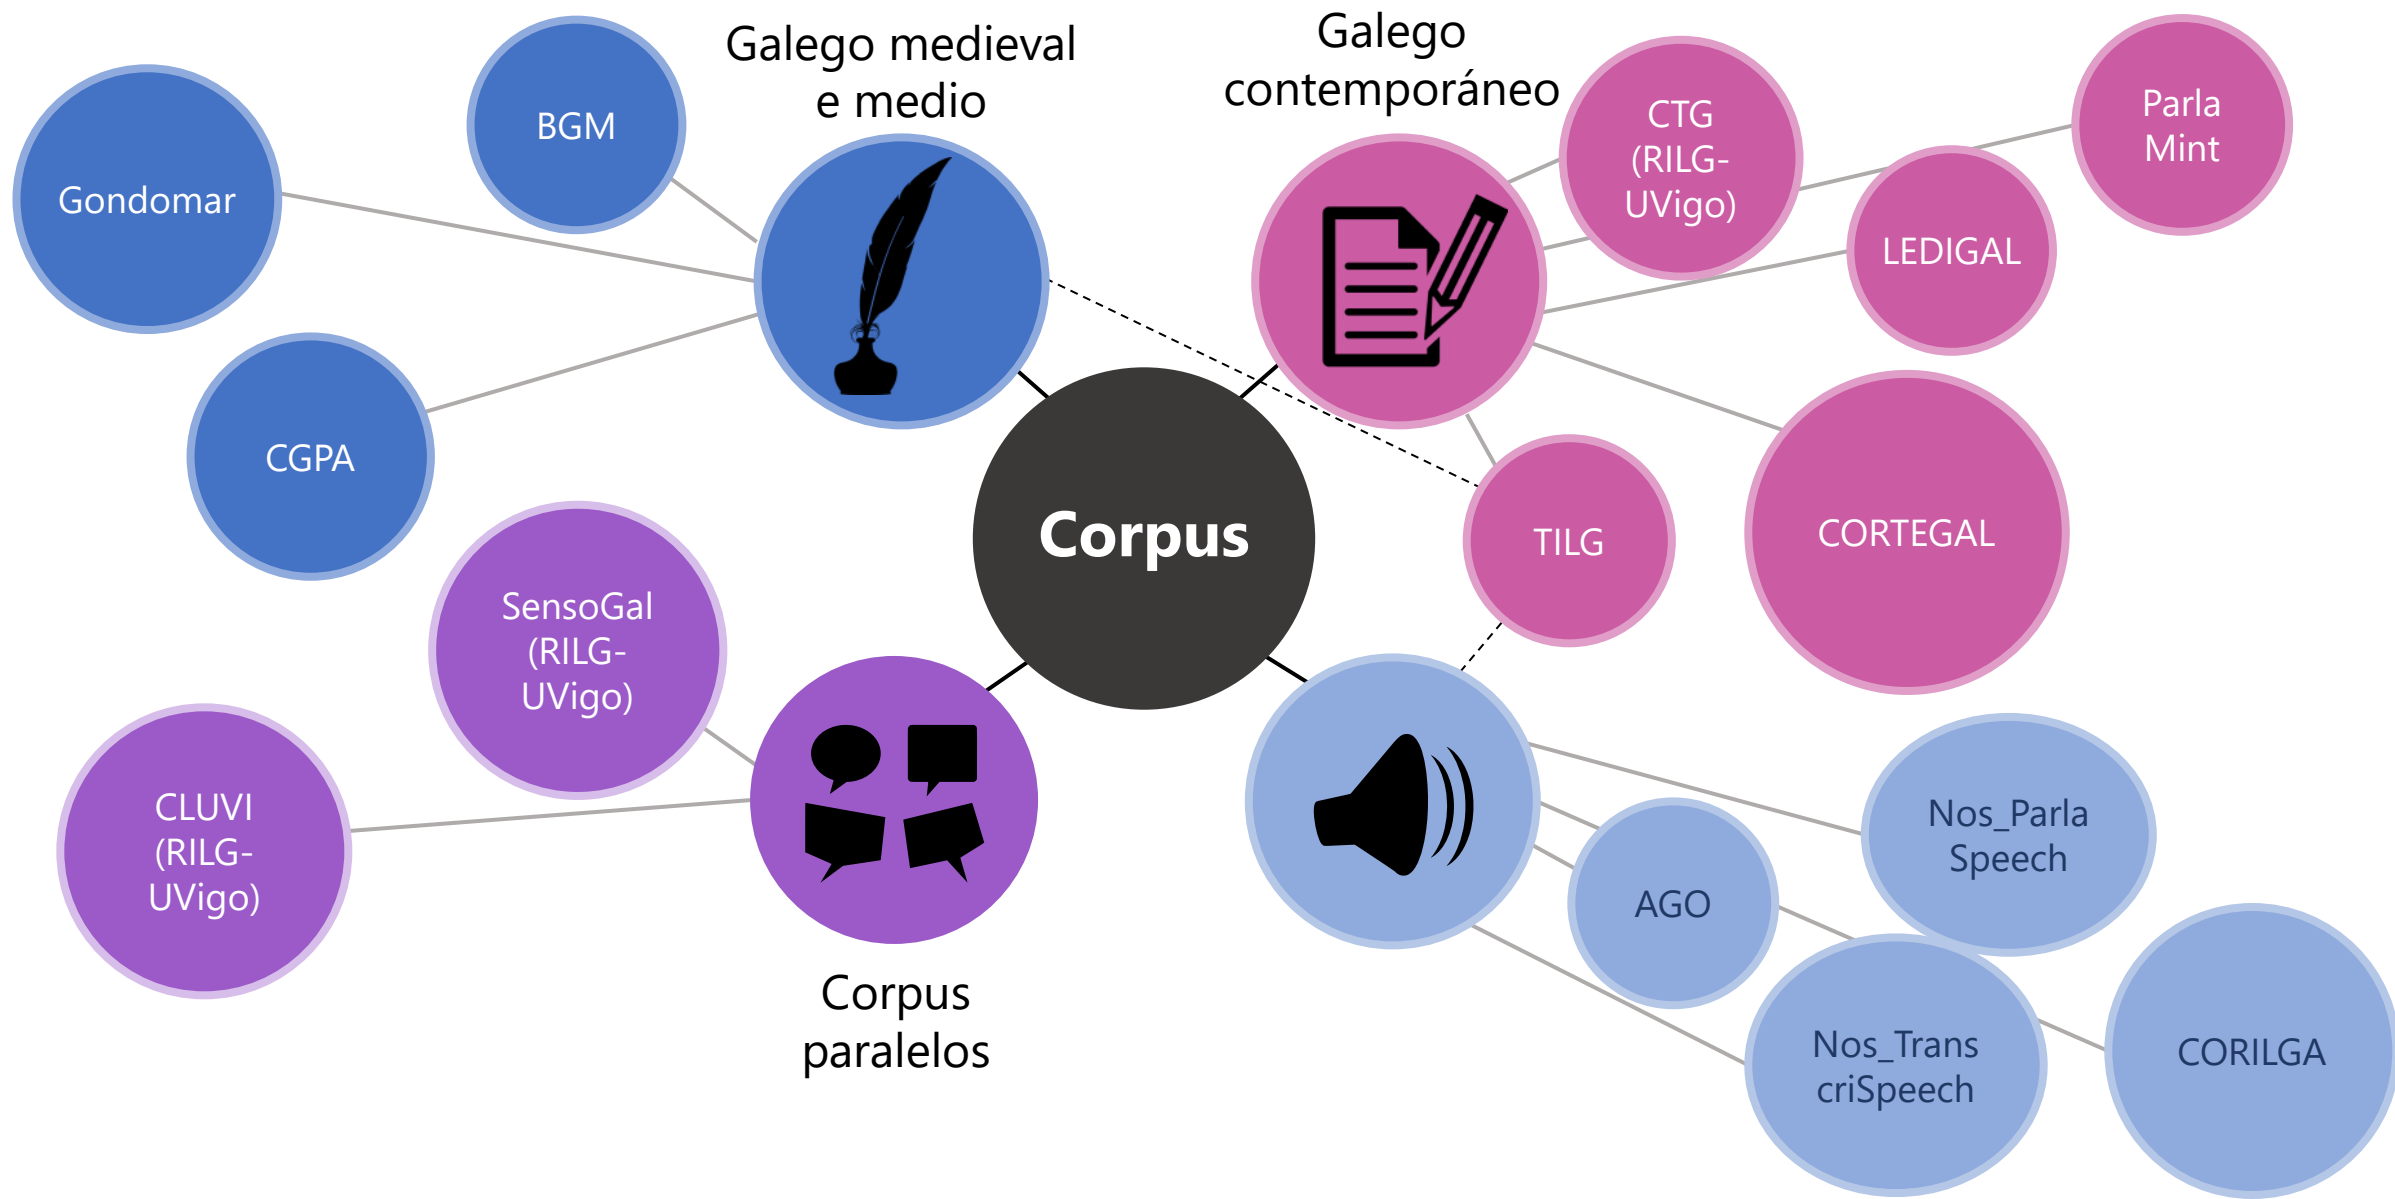 Galego medieval
e medio
Galego
contemporáneo
Gondomar
BGM
CGPA
CTG
(RILG-
UVigo)
Parla
Mint
LEDIGAL
CORTEGAL
TILG
Corpus
SensoGal
(RILG-
UVigo)
CLUVI
(RILG-
UVigo)
Corpus
paralelos
AGO
Nos_Parla
Speech
Nos_Trans
criSpeech
CORILGA